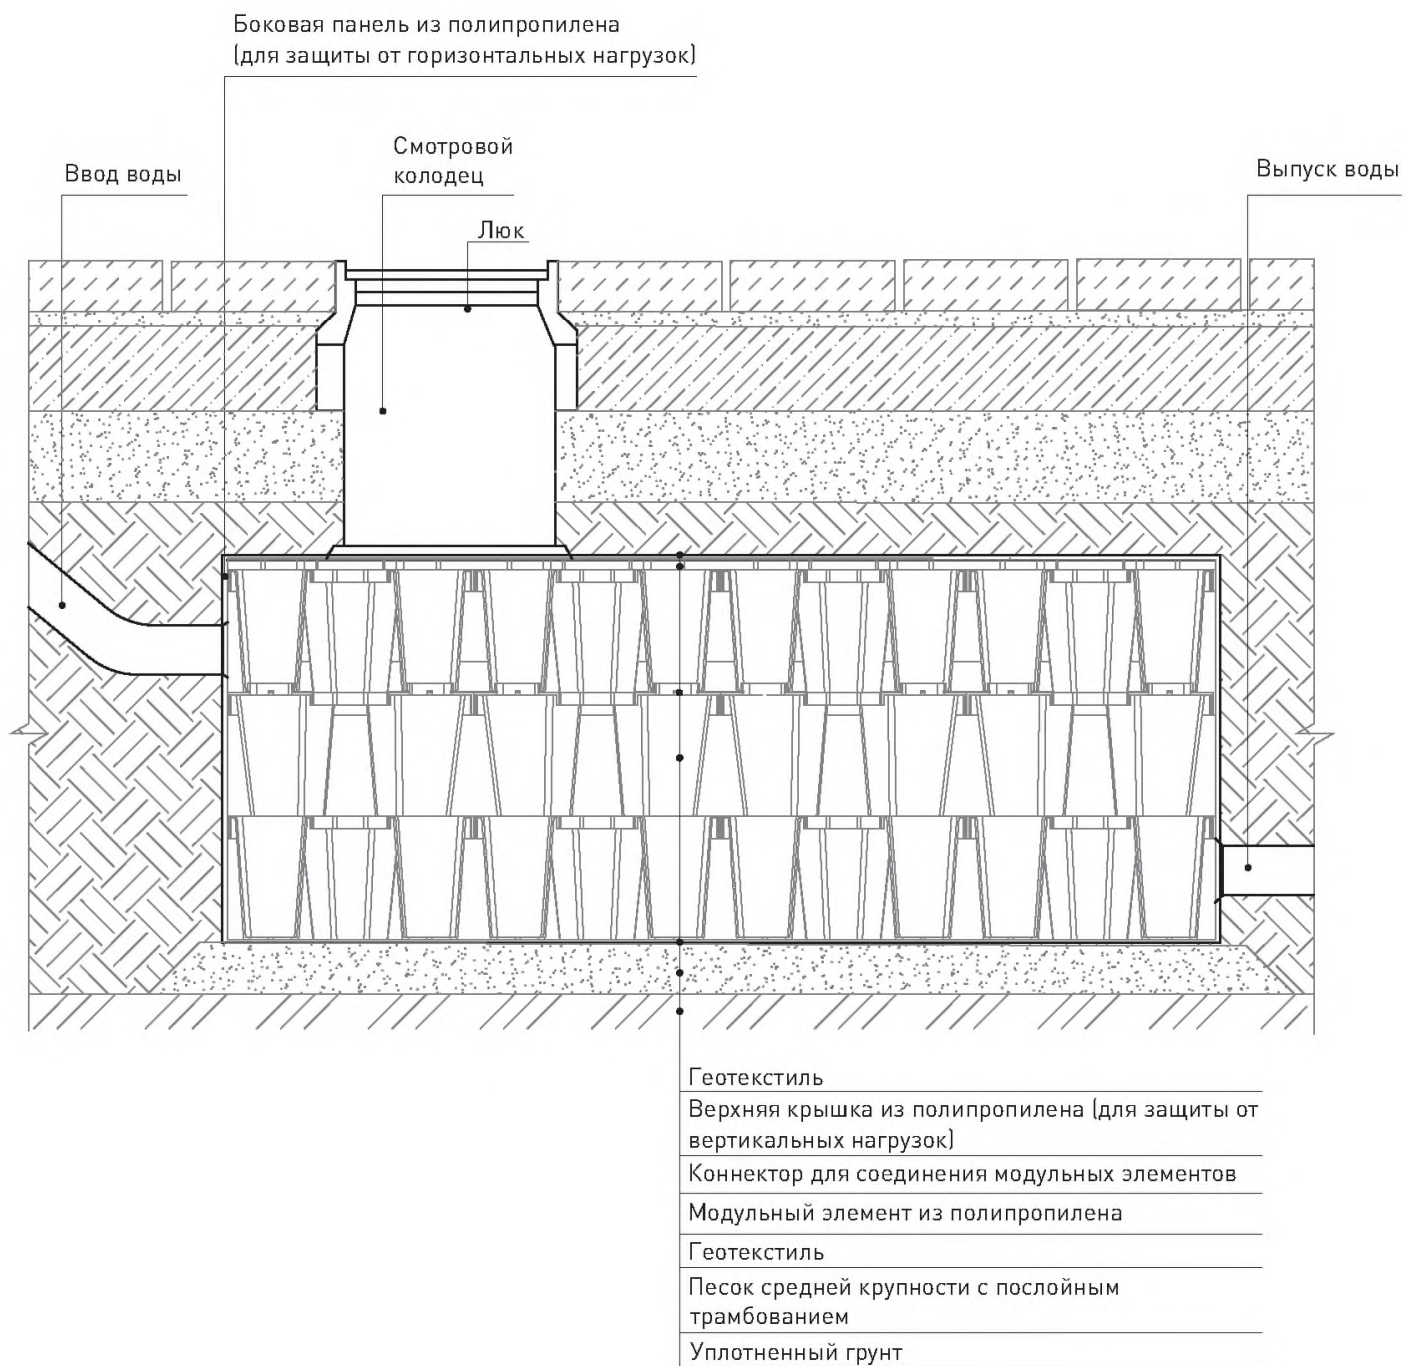 Боковая панель из полипропилена
(для защиты от горизонтальных нагрузок)
Смотровой
колодец
Ввод воды
Выпуск воды
Люк
Геотекстиль
Верхняя крышка из полипропилена (для защиты от
вертикальных нагрузок)
Коннектор для соединения модульных элементов
Модульный элемент из полипропилена
Геотекстиль
Песок средней крупности с послойным
трамбованием
Уплотненный грунт